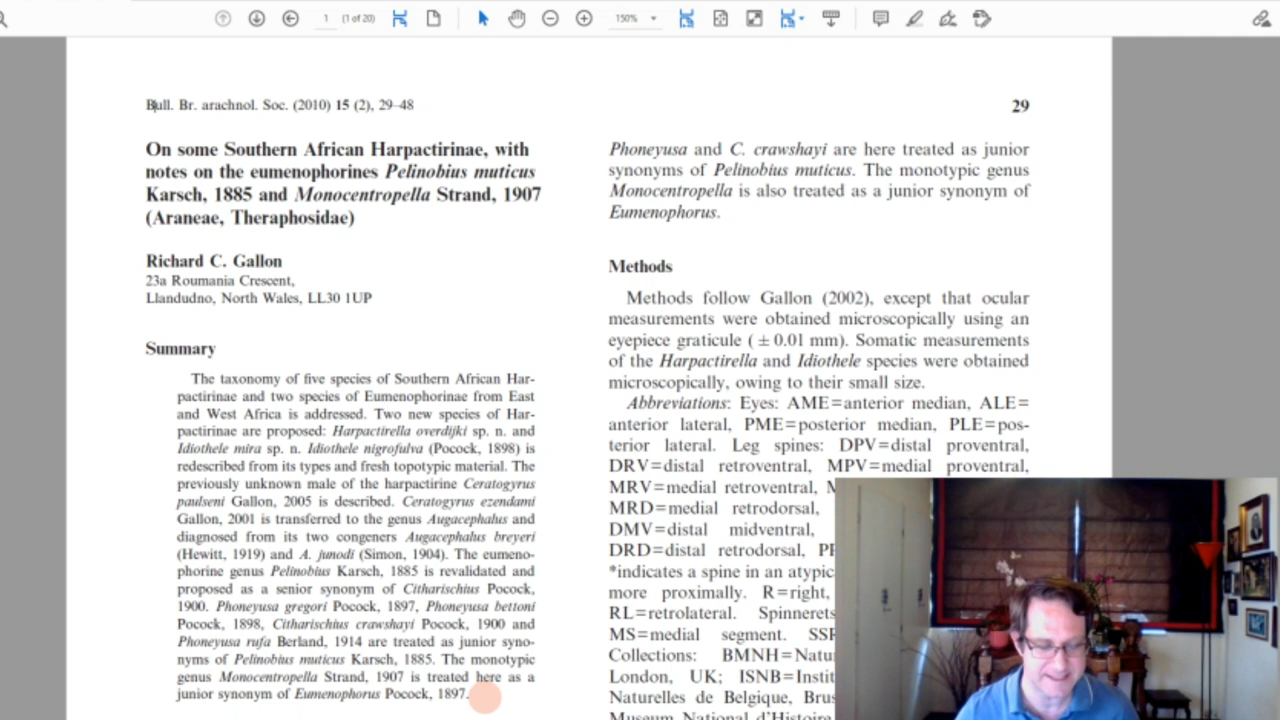 1
(1 of 20)
150%
Bull. Br. arachnol. Soc. (2010) 15 (2), 29–48
29
On some Southern African Harpactirinae, with
notes on the eumenophorines Pelinobius muticus
Karsch, 1885 and Monocentropella Strand, 1907
(Araneae, Theraphosidae)
Richard C. Gallon
23a Roumania Crescent,
Llandudno, North Wales, LL30 1UP
Summary
The taxonomy of five species of Southern African Har-
pactirinae and two species of Eumenophorinae from East
and West Africa is addressed. Two new species of Har-
pactirinae are proposed: Harpactirella overdijki sp. n. and
Idiothele mira sp. n. Idiothele nigrofulva (Pocock, 1898) is
redescribed from its types and fresh topotypic material. The
previously unknown male of the harpactirine Ceratogyrus
paulseni Gallon, 2005 is described. Ceratogyrus ezendami
Gallon, 2001 is transferred to the genus Augacephalus and
diagnosed from its two congeners Augacephalus breyeri
(Hewitt, 1919) and A. junodi (Simon, 1904). The eumeno-
phorine genus Pelinobius Karsch, 1885 is revalidated and
proposed as a senior synonym of Citharischius Pocock,
1900. Phoneyusa gregori Pocock, 1897, Phoneyusa bettoni
Pocock, 1898, Citharischius crawshayi Pocock, 1900 and
Phoneyusa rufa Berland, 1914 are treated as junior syno-
nyms of Pelinobius muticus Karsch, 1885. The monotypic
genus Monocentropella Strand, 1907 is treated here as a
junior synonym of Eumenophorus Pocock, 1897.
Phoneyusa and C. crawshayi are here treated as junior
synonyms of Pelinobius muticus. The monotypic genus
Monocentropella is also treated as a junior synonym of
Eumenophorus.
Methods
Methods follow Gallon (2002), except that ocular
measurements were obtained microscopically using an
eyepiece graticule (±0.01 mm). Somatic measurements
of the Harpactirella and Idiothele species were obtained
microscopically, owing to their small size.
Abbreviations: Eyes: AME=anterior median, ALE=
anterior lateral, PME=posterior median, PLE=pos-
terior lateral. Leg spines: DPV=distal proventral,
DRV=distal retroventral, MPV=medial proventral,
MRV=medial retroventral,
MRD=medial retrodorsal,
DMV=distal midventral,
DRD=distal retrodorsal,
*indicates a spine in an
more proximally. R=right,
RL=retrolateral. Spinnerets
MS=medial segment.
Collections:
London, UK; ISNB=
Naturelles de Belgique,
Museum National d'Histoire